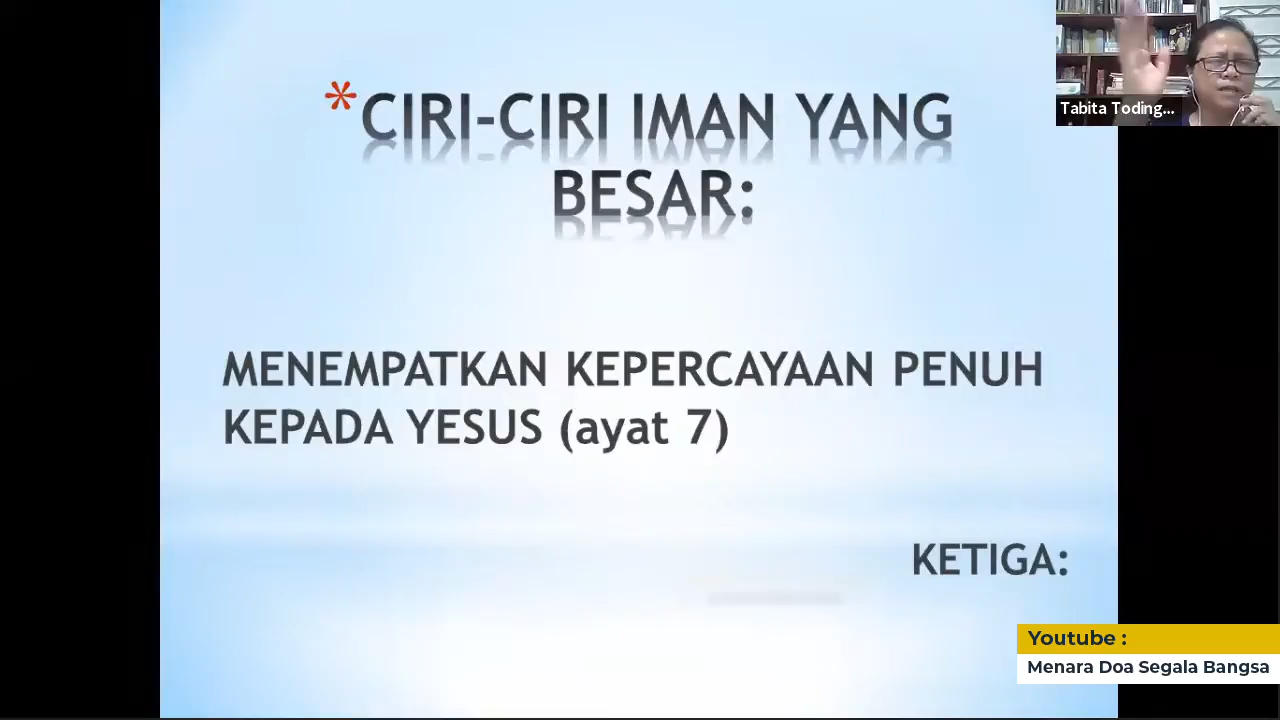 *CIRI-CIRI IMAN YANG
BESAR:
MENEMPATKAN KEPERCAYAAN PENUH
KEPADA YESUS (ayat 7)
KETIGA:
Tabita Toding...
Youtube :
Menara Doa Segala Bangsa